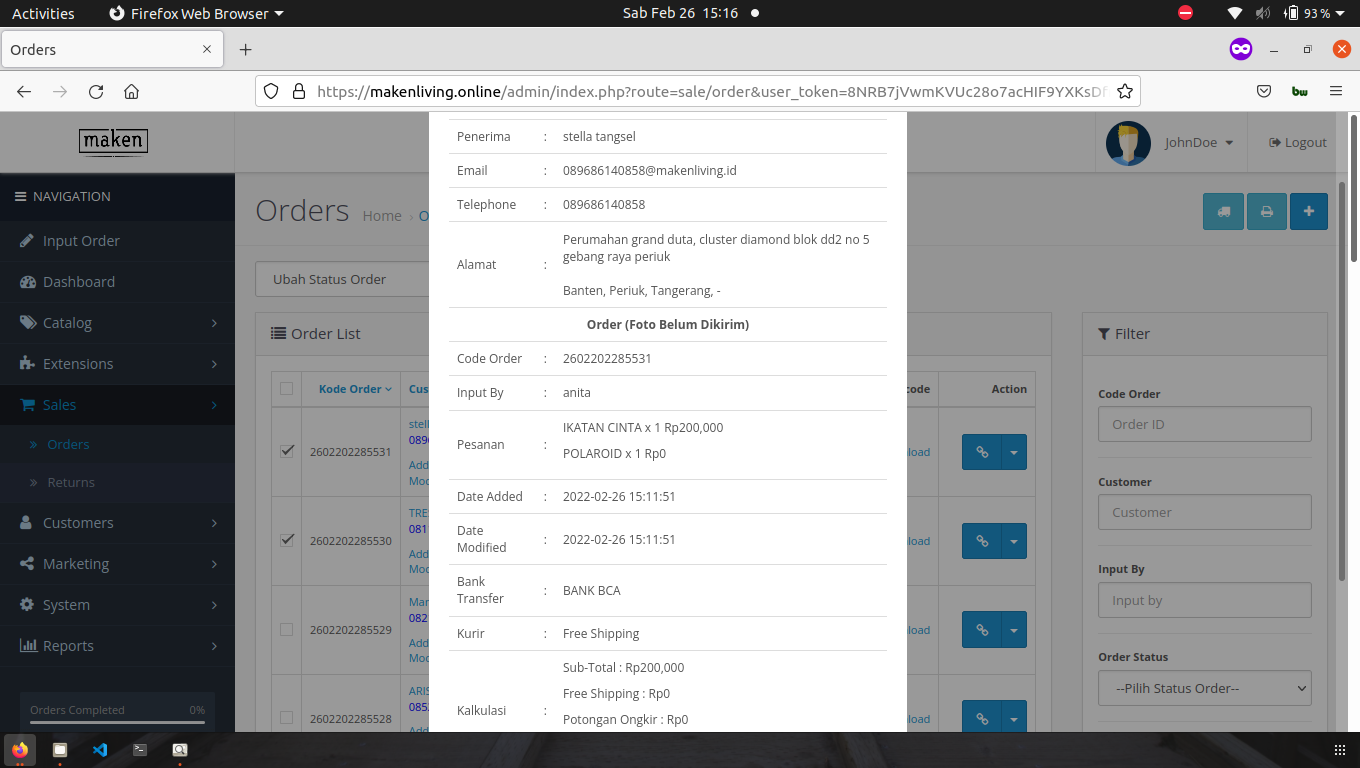 Activities
Firefox Web Browser
Sab Feb 26 15:16
93 %
Orders
https://makenliving.online/admin/index.php?route=sale/order&user_token=8NRB7jVwmKVUc28o7acHIF9YXKsDf
maken
JohnDoe
Logout
NAVIGATION
Input Order
Dashboard
Catalog
Extensions
Sales
Orders
Returns
Customers
Marketing
System
Reports
Orders Completed 0%
Orders
Home › O
Ubah Status Order
Order List
Kode Order
Cus
code
Action
2602202285531
stell
089
Add
Mod
load
2602202285530
TRES
081
Add
Mod
load
2602202285529
Mar
082
Add
Mod
load
2602202285528
ARIS
085
Add
load
Penerima : stella tangsel
Email : 089686140858@makenliving.id
Telephone : 089686140858
Alamat : Perumahan grand duta, cluster diamond blok dd2 no 5
gebang raya periuk
Banten, Periuk, Tangerang, -
Order (Foto Belum Dikirim)
Code Order : 2602202285531
Input By : anita
Pesanan : IKATAN CINTA x 1 Rp200,000
POLAROID x 1 Rp0
Date Added : 2022-02-26 15:11:51
Date
Modified : 2022-02-26 15:11:51
Bank
Transfer : BANK BCA
Kurir : Free Shipping
Kalkulasi : Sub-Total : Rp200,000
Free Shipping : Rp0
Potongan Ongkir : Rp0
Filter
Code Order
Order ID
Customer
Customer
Input By
Input by
Order Status
--Pilih Status Order--